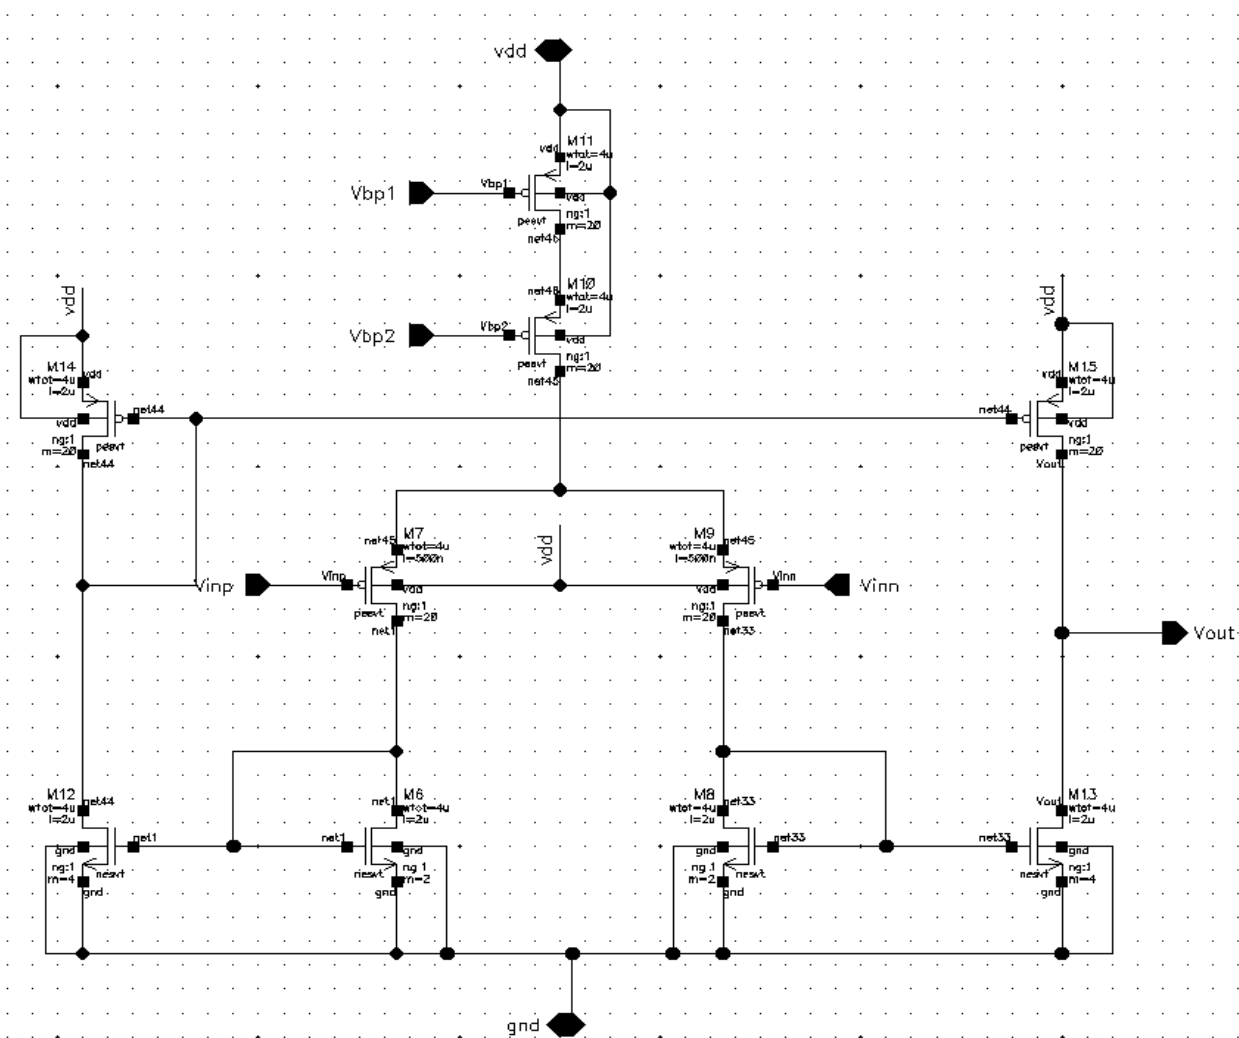 vdd
M11
vdd
wtot=4u
l=2u
Vbp1
Vbp1
vdd
pesvt
ng:1
m=20
net46
M10
net46
wtot=4u
l=2u
vdd
vdd
Vbp2
Vbp2
vdd
pesvt
ng:1
m=20
net45
M14
vdd
wtot=4u
l=2u
net44
vdd
ng:1
pesvt
m=20
net44
M15
vdd
wtot=4u
l=2u
net44
vdd
ng:1
pesvt
m=20
Vout
M7
net45
wtot=4u
l=500n
vdd
M9
net45
wtot=4u
l=500n
Vinp
Vinp
vdd
pesvt
ng:1
m=20
net1
vdd
Vinn
Vinn
ng:1
pesvt
m=20
net33
Vout
M12
net44
wtot=4u
l=2u
net1
gnd
ng:1
nesvt
m=4
gnd
M6
net1
wtot=4u
l=2u
net1
gnd
ng:1
nesvt
m=2
gnd
M8
net33
wtot=4u
l=2u
net33
gnd
ng:1
nesvt
m=2
gnd
M13
Vout
wtot=4u
l=2u
net33
gnd
ng:1
nesvt
m=4
gnd
gnd